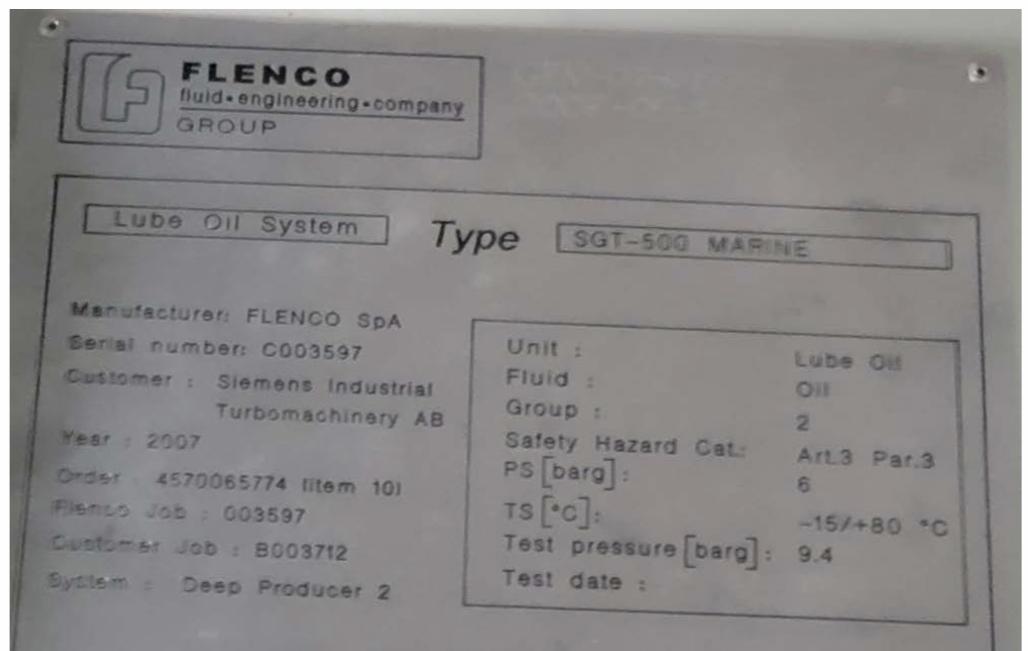 FLENCO
fluid-engineering-company
GROUP
Lube Oil System Type SGT-500 MARINE
Manufacturer: FLENCO SpA
Serial number: C003597
Customer : Siemens Industrial
Turbomachinery AB
Year : 2007
Order : 4570065774 (item 10)
Flenco Job : 003597
Customer Job : B003712
System : Deep Producer 2
Unit : Lube Oil
Fluid : Oil
Group : 2
Safety Hazard Cat.: Art.3 Par.3
PS [barg]: 6
TS [°C]: -15/+80 °C
Test pressure [barg]: 9.4
Test date :